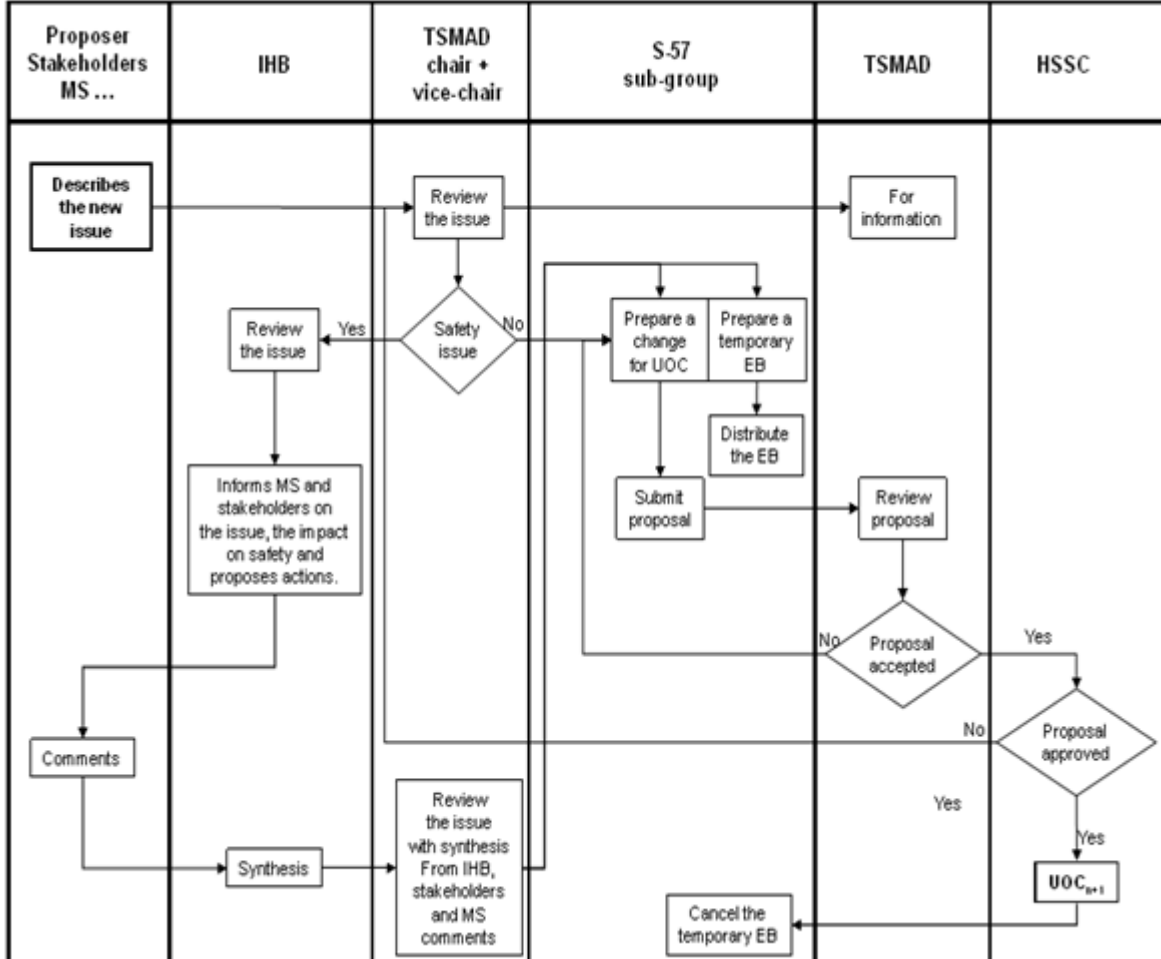 Proposer
Stakeholders
MS ...
IHB
TSMAD
chair +
vice-chair
S-57
sub-group
TSMAD
HSSC
Describes
the new
issue
Review
the issue
For
information
Review
the issue
Yes
Safety
issue
No
Prepare a
change
for UOC
Prepare a
temporary
EB
Distribute
the EB
Informs MS and
stakeholders on
the issue, the impact
on safety and
proposes actions.
Submit
proposal
Review
proposal
No
Proposal
accepted
Yes
No
Proposal
approved
Comments
Yes
Yes
Synthesis
Review
the issue
with synthesis
From IHB,
stakeholders
and MS
comments
UOCn+1
Cancel the
temporary EB